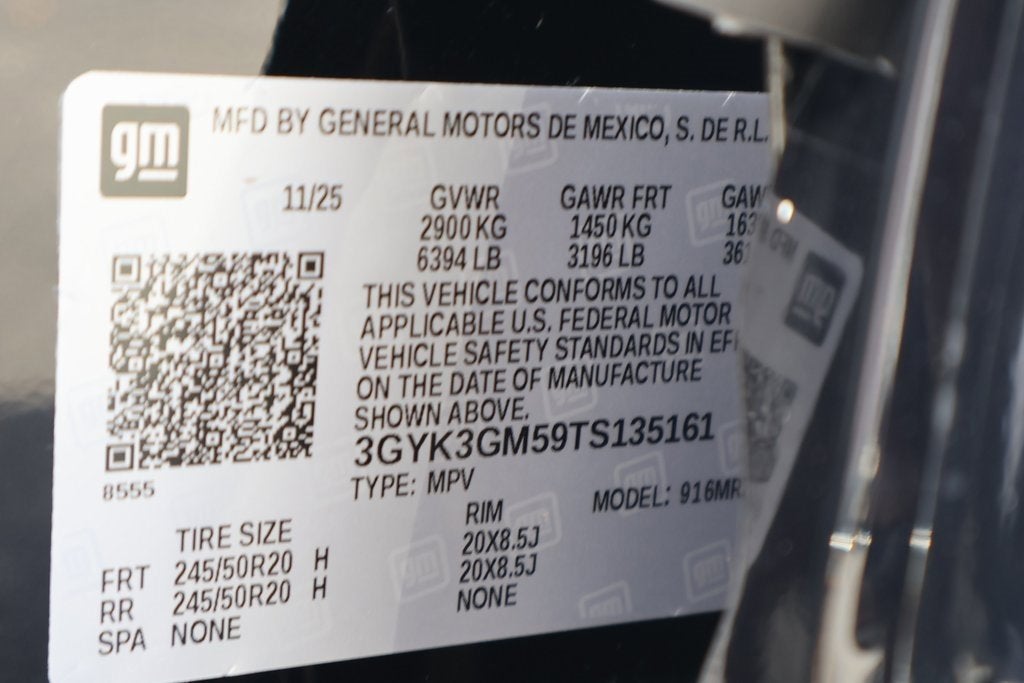 gm
MFD BY GENERAL MOTORS DE MEXICO, S. DE R.L.
11/25 GVWR GAWR FRT
2900 KG 1450 KG
6394 LB 3196 LB
THIS VEHICLE CONFORMS TO ALL
APPLICABLE U.S. FEDERAL MOTOR
VEHICLE SAFETY STANDARDS IN
ON THE DATE OF MANUFACTURE
SHOWN ABOVE.
3GYK3GM59TS135161
8555
TYPE: MPV MODEL:
TIRE SIZE RIM
FRT 245/50R20 H 20X8.5J
RR 245/50R20 H 20X8.5J
SPA NONE NONE